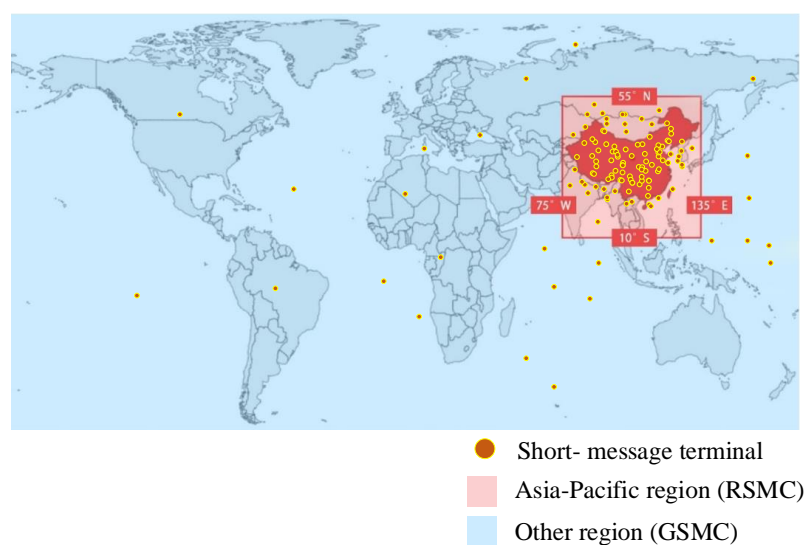 55° N
75° W
135° E
10° S
Short- message terminal
Asia-Pacific region (RSMC)
Other region (GSMC)